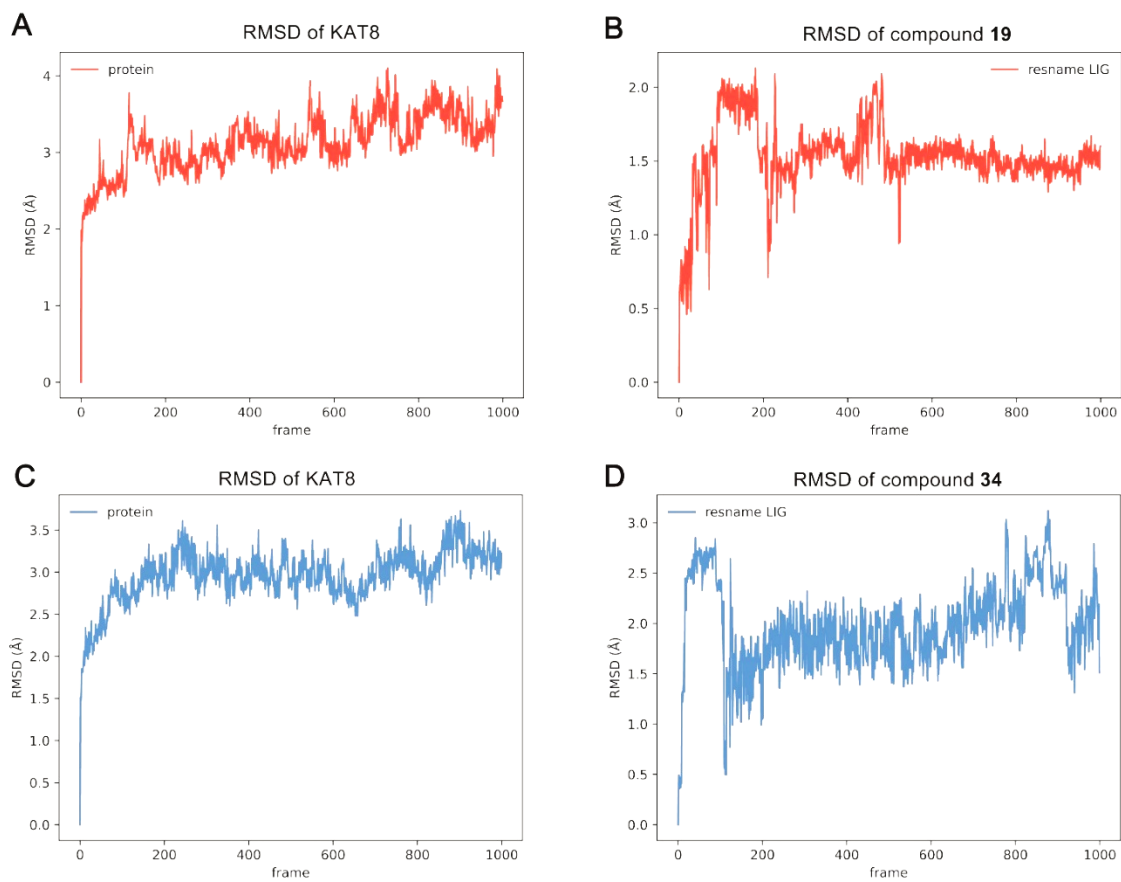 A
RMSD of KAT8
protein
4
3
2
1
0
RMSD (Å)
0 200 400 600 800 1000
frame
B
RMSD of compound 19
resname LIG
2.0
1.5
1.0
0.5
0.0
RMSD (Å)
0 200 400 600 800 1000
frame
C
RMSD of KAT8
protein
3.5
3.0
2.5
2.0
1.5
1.0
0.5
0.0
RMSD (Å)
0 200 400 600 800 1000
frame
D
RMSD of compound 34
resname LIG
3.0
2.5
2.0
1.5
1.0
0.5
0.0
RMSD (Å)
0 200 400 600 800 1000
frame